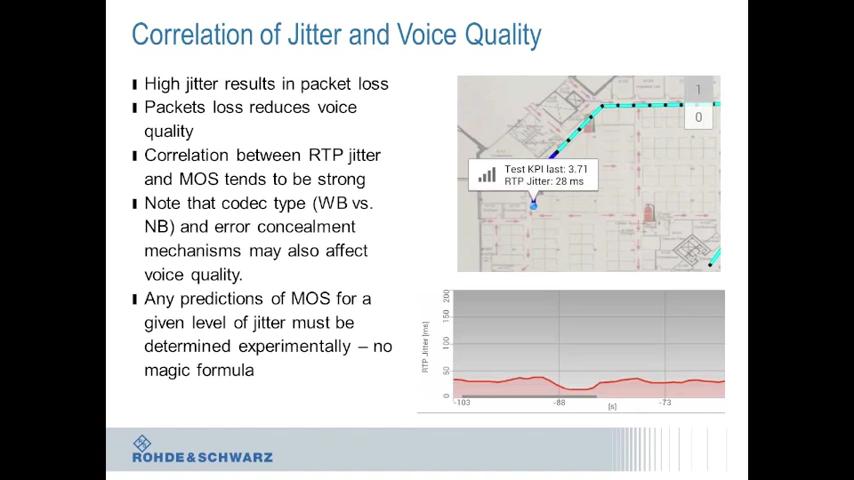 Correlation of Jitter and Voice Quality
High jitter results in packet loss
Packets loss reduces voice
quality
Correlation between RTP jitter
and MOS tends to be strong
Note that codec type (WB vs.
NB) and error concealment
mechanisms may also affect
voice quality.
Any predictions of MOS for a
given level of jitter must be
determined experimentally – no
magic formula
1
0
Test KPI last: 3.71
RTP Jitter: 28 ms
200
150
100
50
0
RTP Jitter [ms]
-103
-88
-73
[s]
ROHDE&SCHWARZ